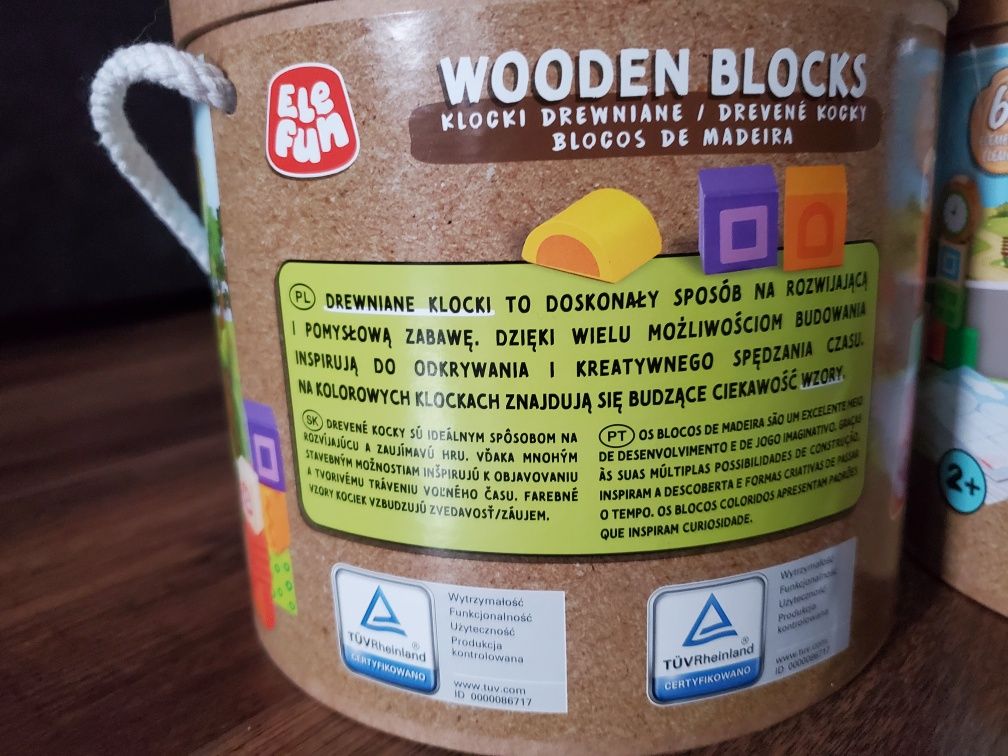 Ele
fun
WOODEN BLOCKS
KLOCKI DREWNIANE / DREVENÉ KOCKY
BLOCOS DE MADEIRA
PL DREWNIANE KLOCKI TO DOSKONAŁY SPOSÓB NA ROZWIJAJĄCĄ
I POMYSŁOWĄ ZABAWĘ. DZIĘKI WIELU MOŻLIWOŚCIOM BUDOWANIA
INSPIRUJĄ DO ODKRYWANIA I KREATYWNEGO SPĘDZANIA CZASU.
NA KOLOROWYCH KLOCKACH ZNAJDUJĄ SIĘ BUDZĄCE CIEKAWOŚĆ WZORY.
SK DREVENÉ KOCKY SÚ IDEÁLNYM SPÔSOBOM NA
ROZVÍJAJÚCU A ZAUJÍMAVÚ HRU. VĎAKA MNOHÝM
STAVEBNÝM MOŽNOSTIAM INŠPIRUJÚ K OBJAVOVANIU
A TVORIVÉMU TRÁVENIU VOĽNÉHO ČASU. FAREBNÉ
VZORY KOCIEK VZBUDZUJÚ ZVEDAVOSŤ/ZÁUJEM.
PT OS BLOCOS DE MADEIRA SÃO UM EXCELENTE MEIO
DE DESENVOLVIMENTO E DE JOGO IMAGINATIVO. GRAÇAS
ÀS SUAS MÚLTIPLAS POSSIBILIDADES DE CONSTRUÇÃO,
INSPIRAM A DESCOBERTA E FORMAS CRIATIVAS DE PASSAR
O TEMPO. OS BLOCOS COLORIDOS APRESENTAM PADRÕES
QUE INSPIRAM CURIOSIDADE.
TÜVRheinland ®
CERTYFIKOWANO
Wytrzymałość
Funkcjonalność
Użyteczność
Produkcja
kontrolowana
www.tuv.com
ID 0000086717
TÜVRheinland ®
CERTYFIKOWANO
Wytrzymałość
Funkcjonalność
Użyteczność
Produkcja
kontrolowana
www.tuv.com
ID 0000086717
2+